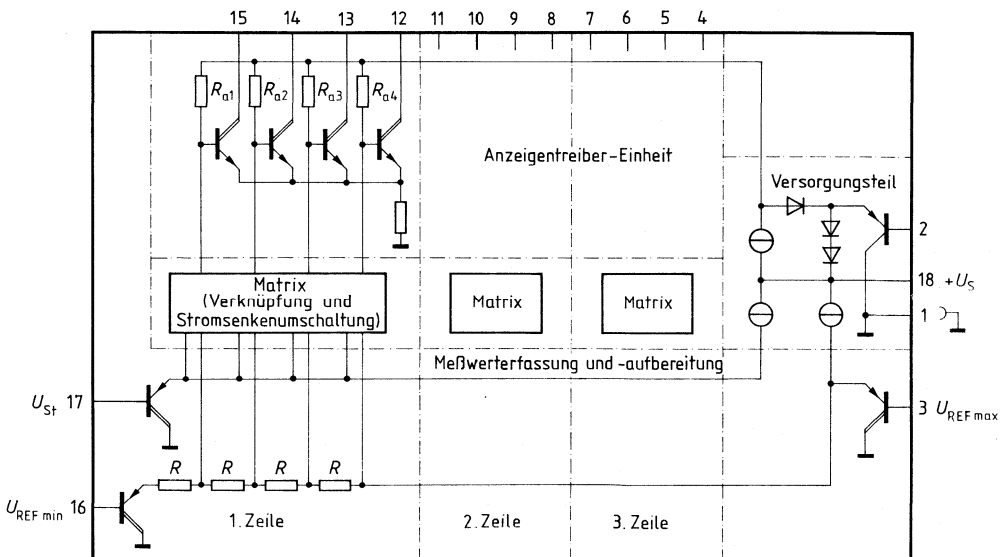 15 14 13 12 11 10 9 8 7 6 5 4
Ra1 Ra2 Ra3 Ra4
Anzeigentreiber-Einheit
Versorgungsteil
2
18 +US
1
Matrix
(Verknüpfung und
Stromsenkenumschaltung)
Matrix
Matrix
Meßwerterfassung und -aufbereitung
USt 17
3 UREF max
R R R R
UREF min 16
1. Zeile
2. Zeile
3. Zeile